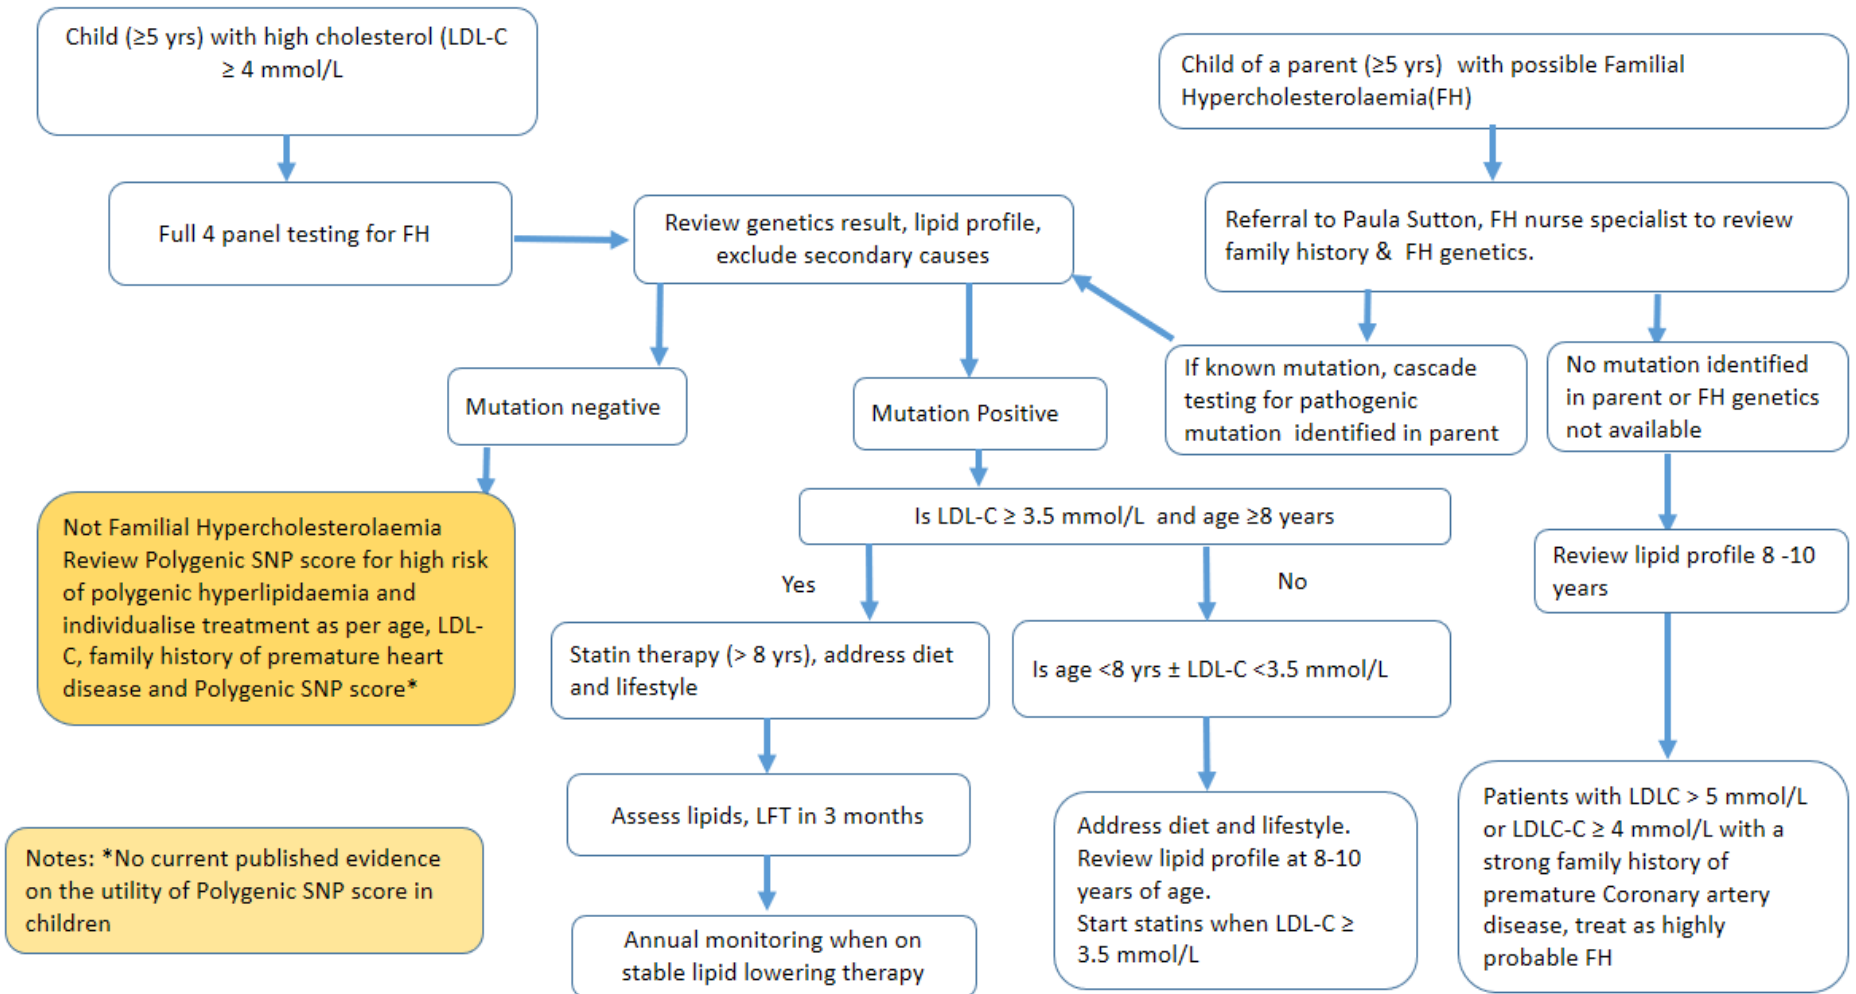 Child (≥5 yrs) with high cholesterol (LDL-C
≥ 4 mmol/L
Child of a parent (≥5 yrs)  with possible Familial
Hypercholesterolaemia(FH)
Full 4 panel testing for FH
Review genetics result, lipid profile,
exclude secondary causes
Referral to Paula Sutton, FH nurse specialist to review
family history &  FH genetics.
Mutation negative
Mutation Positive
If known mutation, cascade
testing for pathogenic
mutation  identified in parent
No mutation identified
in parent or FH genetics
not available
Not Familial Hypercholesterolaemia
Review Polygenic SNP score for high risk
of polygenic hyperlipidaemia and
individualise treatment as per age, LDL-
C, family history of premature heart
disease and Polygenic SNP score*
Is LDL-C ≥ 3.5 mmol/L  and age ≥8 years
Yes
No
Review lipid profile 8 -10
years
Statin therapy (> 8 yrs), address diet
and lifestyle
Is age <8 yrs ± LDL-C <3.5 mmol/L
Assess lipids, LFT in 3 months
Address diet and lifestyle.
Review lipid profile at 8-10
years of age.
Start statins when LDL-C ≥
3.5 mmol/L
Patients with LDLC > 5 mmol/L
or LDLC-C ≥ 4 mmol/L with a
strong family history of
premature Coronary artery
disease, treat as highly
probable FH
Notes: *No current published evidence
on the utility of Polygenic SNP score in
children
Annual monitoring when on
stable lipid lowering therapy